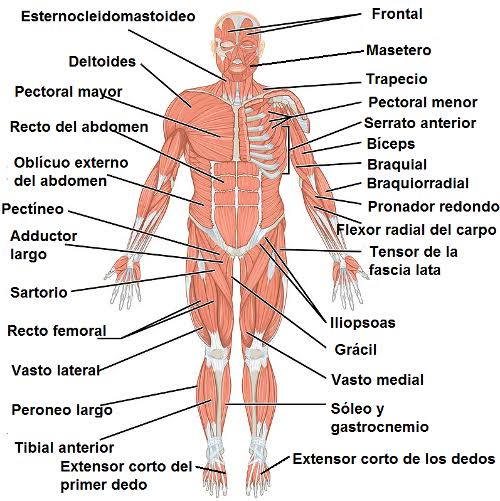 Esternocleidomastoideo
Deltoides
Pectoral mayor
Recto del abdomen
Oblícuo externo
del abdomen
Pectíneo
Adductor
largo
Sartorio
Recto femoral
Vasto lateral
Peroneo largo
Tibial anterior
Extensor corto del
primer dedo
Frontal
Masetero
Trapecio
Pectoral menor
Serrato anterior
Bíceps
Braquial
Braquiorradial
Pronador redondo
Flexor radial del carpo
Tensor de la
fascia lata
Iliopsoas
Grácil
Vasto medial
Sóleo y
gastrocnemio
Extensor corto de los dedos